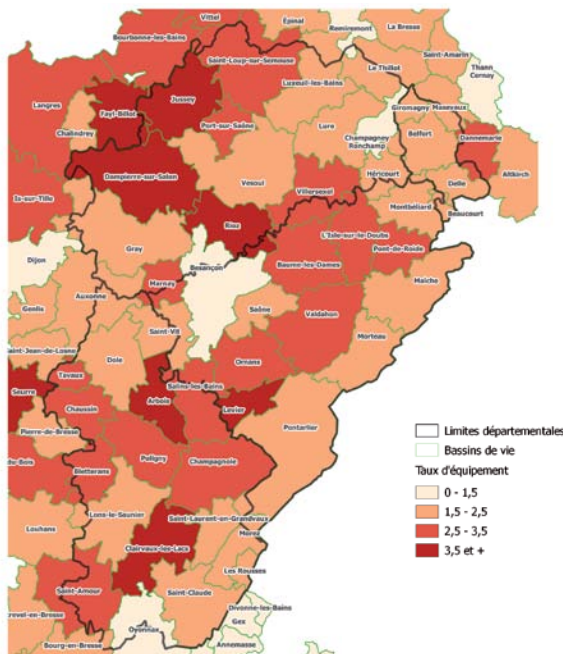 Vittel
Épinal
Remiremont
La Bresse
Bourbonne-les-Bains
Saint-Loup-sur-Semouse
Saint-Amarin
Le Thillot
Thann
Cernay
Luxeuil-les-Bains
Langres
Jussey
Fayl-Billot
Giromagny
Masevaux
Port-sur-Saône
Chalindrey
Lure
Champagney
Ronchamp
Belfort
Dannemarie
Dampierre-sur-Salon
Vesoul
Altkirch
Héricourt
Delle
Villersexel
Montbéliard
Is-sur-Tille
Beaucourt
Rioz
L'Isle-sur-le-Doubs
Gray
Pont-de-Roide
Dijon
Besançon
Baume-les-Dames
Maîche
Marnay
Auxonne
Genlis
Saône
Valdahon
Saint-Vit
Morteau
Saint-Jean-de-Losne
Dole
Ornans
Tavaux
Salins-les-Bains
Seurre
Arbois
Levier
Chaussin
Pontarlier
Pierre-de-Bresse
Poligny
Champagnole
du-Bois
Bletterans
Lons-le-Saunier
Saint-Laurent-en-Grandvaux
Louhans
Morez
Clairvaux-les-Lacs
Les Rousses
Saint-Amour
Saint-Claude
Divonne-les-Bains
trevel-en-Bresse
Gex
Oyonnax
Bourg-en-Bresse
Annemasse
Limites départementales
Bassins de vie
Taux d'équipement
0 - 1,5
1,5 - 2,5
2,5 - 3,5
3,5 et +